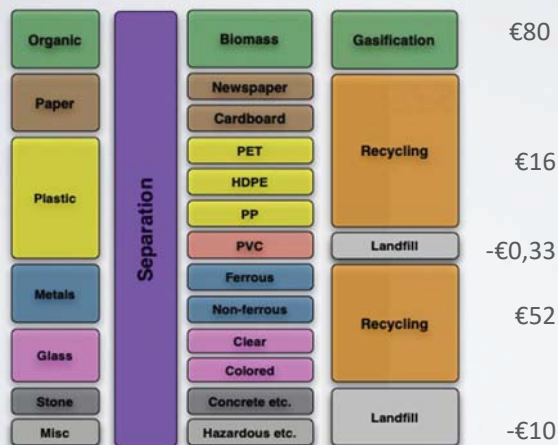 Organic
Paper
Plastic
Metals
Glass
Stone
Misc
Separation
Biomass
Newspaper
Cardboard
PET
HDPE
PP
PVC
Ferrous
Non-ferrous
Clear
Colored
Concrete etc.
Hazardous etc.
Gasification
Recycling
Landfill
Recycling
Landfill
€80
€16
-€0,33
€52
-€10